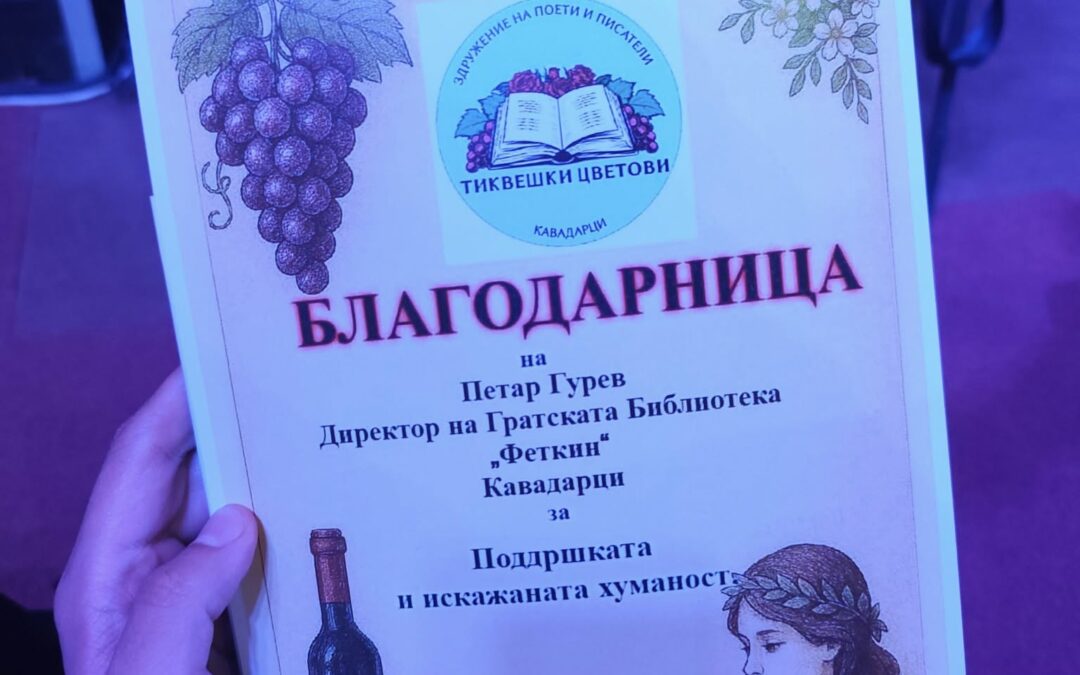 ЗДРУЖЕНИЕ НА ПОЕТИ И ПИСАТЕЛИ
ТИКВЕШКИ ЦВЕТОВИ
КАВАДАРЦИ
БЛАГОДАРНИЦА
на
Петар Гурев
Директор на Гратската Библиотека
„Феткин“
Кавадарци
за
Поддршката
и искажаната хуманост.